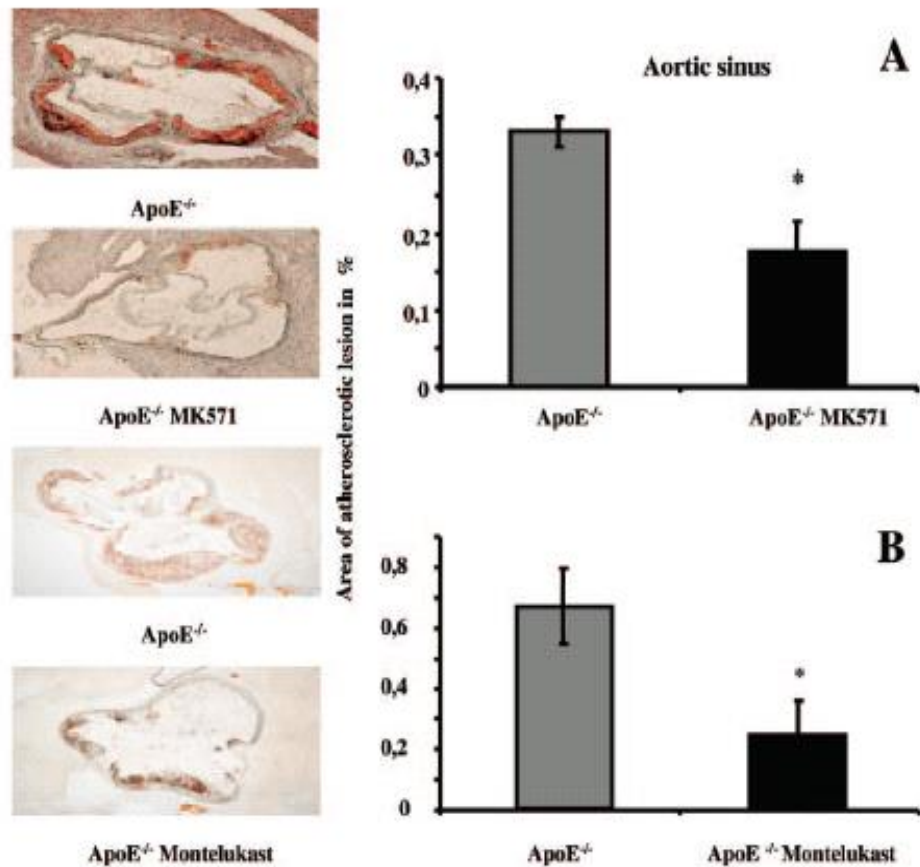 ApoE-/-
ApoE-/- MK571
ApoE-/-
ApoE-/- Montelukast
Area of atherosclerotic lesion in %
Aortic sinus
A
0,4
0,3
0,2
0,1
0
*
ApoE-/-
ApoE-/- MK571
B
0,8
0,6
0,4
0,2
0
*
ApoE-/-
ApoE-/- Montelukast